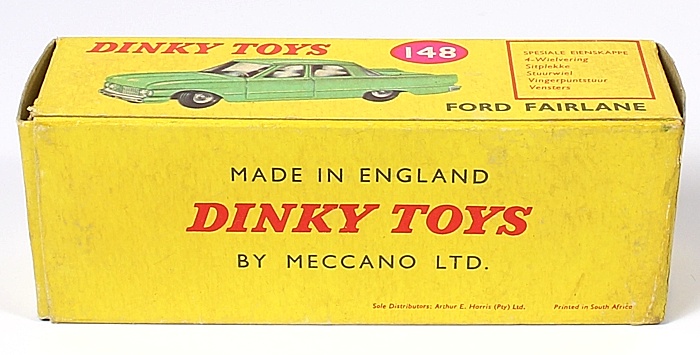 DINKY TOYS
148
SPESIALE EIENSKAPPE
4-Wielvering
Sitplekke
Stuurwiel
Vingerpuntstuur
Vensters
FORD FAIRLANE
MADE IN ENGLAND
DINKY TOYS
BY MECCANO LTD.
Sole Distributors: Arthur E. Harris (Pty) Ltd.
Printed in South Africa